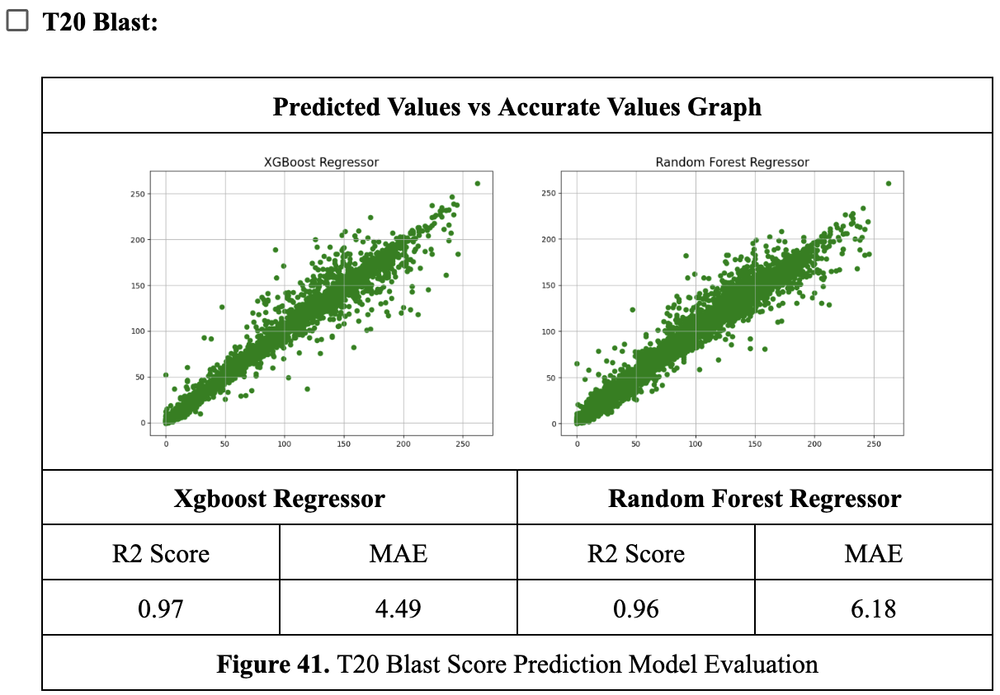 T20 Blast:
Predicted Values vs Accurate Values Graph
XGBoost Regressor
250
200
150
100
50
0
0 50 100 150 200 250
Random Forest Regressor
250
200
150
100
50
0
0 50 100 150 200 250
Xgboost Regressor Random Forest Regressor
R2 Score MAE R2 Score MAE
0.97 4.49 0.96 6.18
Figure 41. T20 Blast Score Prediction Model Evaluation